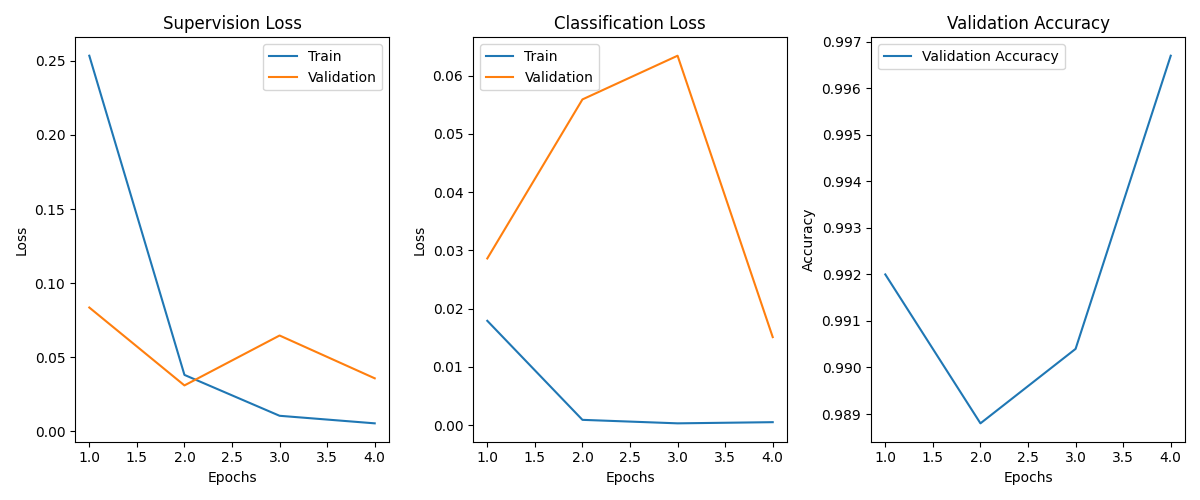 Supervision Loss
Train
Validation
0.25
0.20
0.15
0.10
0.05
0.00
Loss
1.0 1.5 2.0 2.5 3.0 3.5 4.0
Epochs
Classification Loss
Train
Validation
0.06
0.05
0.04
0.03
0.02
0.01
0.00
Loss
1.0 1.5 2.0 2.5 3.0 3.5 4.0
Epochs
Validation Accuracy
Validation Accuracy
0.997
0.996
0.995
0.994
0.993
0.992
0.991
0.990
0.989
Accuracy
1.0 1.5 2.0 2.5 3.0 3.5 4.0
Epochs